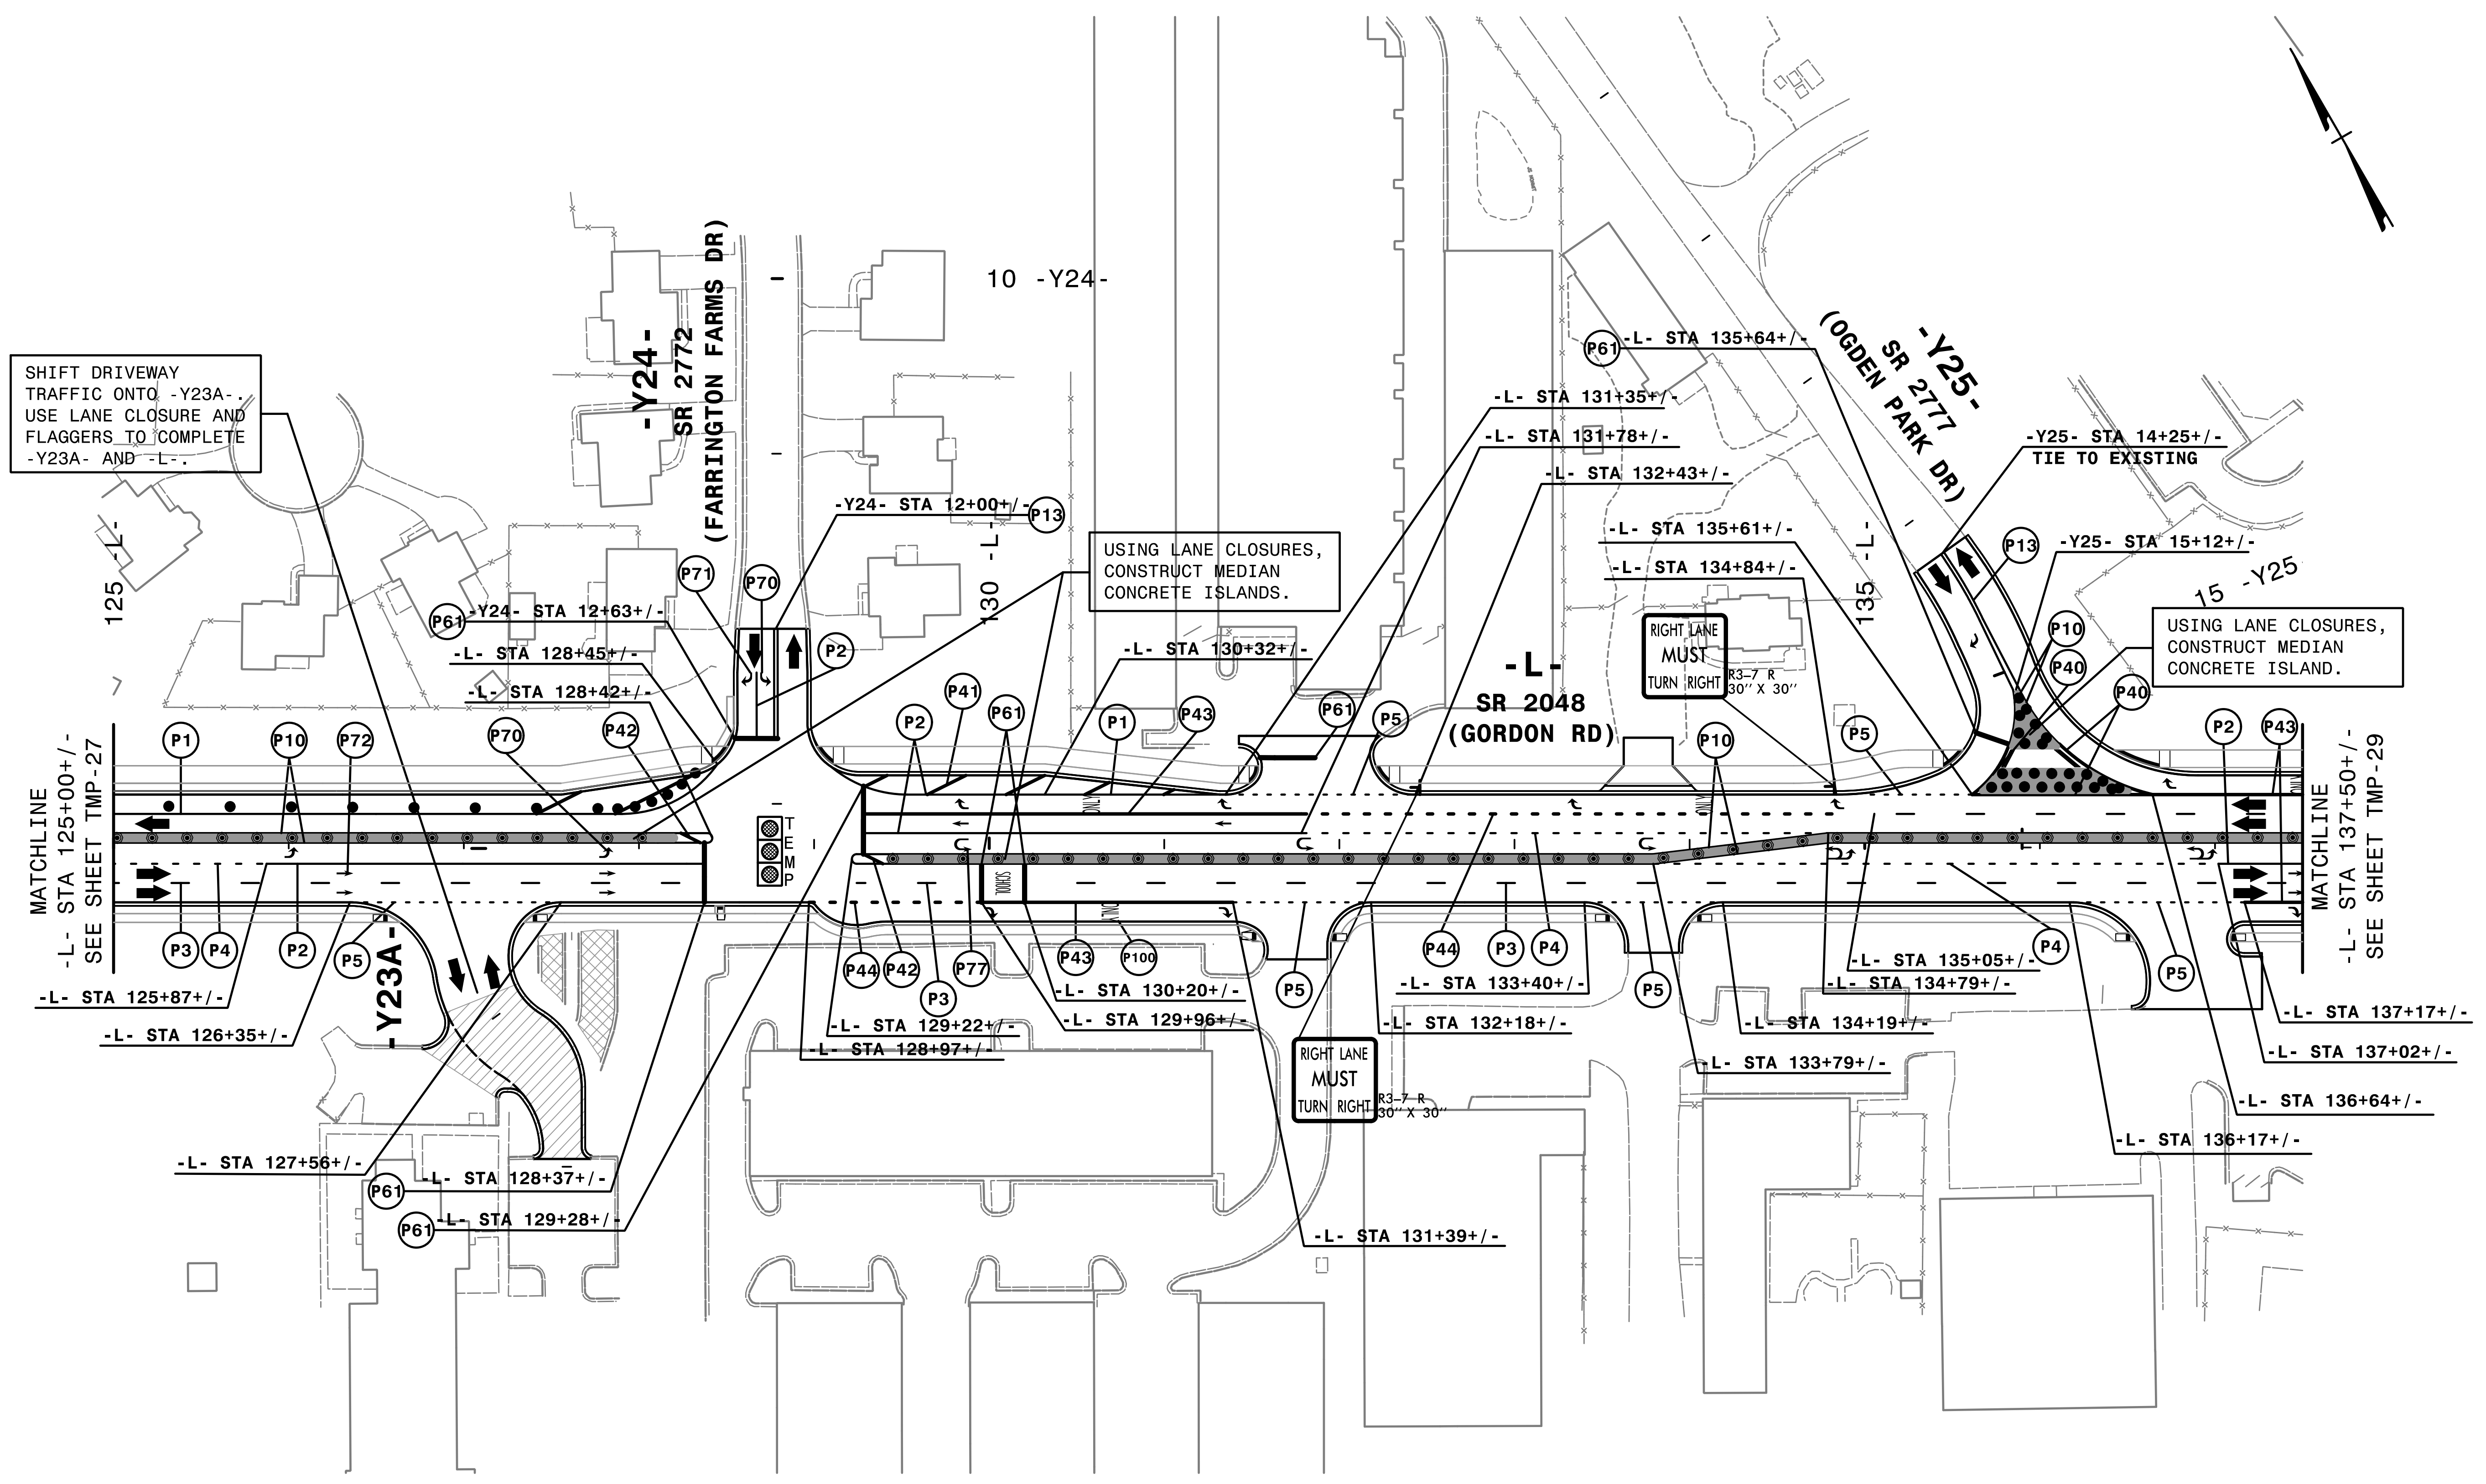 SHIFT DRIVEWAY
TRAFFIC ONTO -Y23A-.
USE LANE CLOSURE AND
FLAGGERS TO COMPLETE
-Y23A- AND -L-.
125 -L-
-Y24-
SR 2772
(FARRINGTON FARMS DR)
10 -Y24-
-Y24- STA 12+00+/-
P13
130 -L-
USING LANE CLOSURES,
CONSTRUCT MEDIAN
CONCRETE ISLANDS.
P71
P70
P61
-Y24- STA 12+63+/-
-L- STA 128+45+/-
-L- STA 128+42+/-
P2
-L- STA 130+32+/-
P61
-L- STA 135+64+/-
-L- STA 131+35+/-
-L- STA 131+78+/-
-L- STA 132+43+/-
-L- STA 135+61+/-
-L- STA 134+84+/-
135 -L-
-Y25-
SR 2777
(OGDEN PARK DR)
-Y25- STA 14+25+/-
TIE TO EXISTING
P13
-Y25- STA 15+12+/-
15 -Y25
P10
P40
P40
USING LANE CLOSURES,
CONSTRUCT MEDIAN
CONCRETE ISLAND.
RIGHT LANE
MUST
TURN RIGHT
R3-7 R
30" X 30"
-L-
SR 2048
(GORDON RD)
MATCHLINE
-L- STA 125+00+/-
SEE SHEET TMP-27
P1
P10
P72
P70
P42
P2
P41
P61
P1
P43
P61
P5
P10
P5
P2
P43
MATCHLINE
-L- STA 137+50+/-
SEE SHEET TMP-29
TEMP
ONLY
ONLY
ONLY
SCHOOL
ONLY
P3
P4
P2
P5
-Y23A-
P44
P42
P3
P77
P43
P100
P5
P44
P3
P4
P5
P4
P5
-L- STA 125+87+/-
-L- STA 126+35+/-
-L- STA 130+20+/-
-L- STA 129+96+/-
-L- STA 129+22+/-
-L- STA 128+97+/-
-L- STA 133+40+/-
-L- STA 132+18+/-
-L- STA 135+05+/-
-L- STA 134+79+/-
-L- STA 134+19+/-
-L- STA 133+79+/-
-L- STA 137+17+/-
-L- STA 137+02+/-
-L- STA 136+64+/-
-L- STA 136+17+/-
RIGHT LANE
MUST
TURN RIGHT
R3-7 R
30" X 30"
-L- STA 127+56+/-
P61
-L- STA 128+37+/-
P61
-L- STA 129+28+/-
-L- STA 131+39+/-